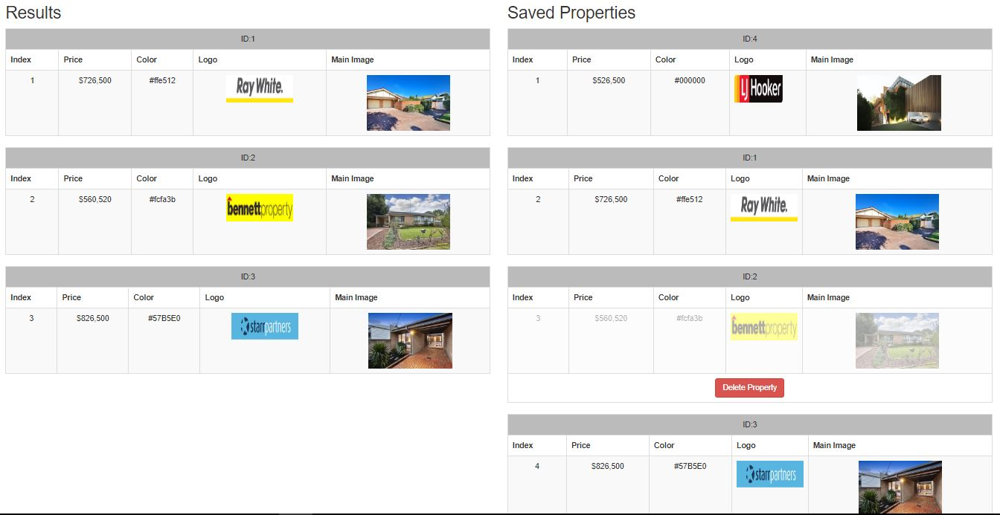 Results
ID:1
Index Price Color Logo Main Image
1 $726,500 #ffe512 Ray White.
ID:2
Index Price Color Logo Main Image
2 $560,520 #fcfa3b bennettproperty
ID:3
Index Price Color Logo Main Image
3 $826,500 #57B5E0 starrpartners
Saved Properties
ID:4
Index Price Color Logo Main Image
1 $526,500 #000000 LJ Hooker
ID:1
Index Price Color Logo Main Image
2 $726,500 #ffe512 Ray White.
ID:2
Index Price Color Logo Main Image
3 $560,520 #fcfa3b bennettproperty
Delete Property
ID:3
Index Price Color Logo Main Image
4 $826,500 #57B5E0 starrpartners